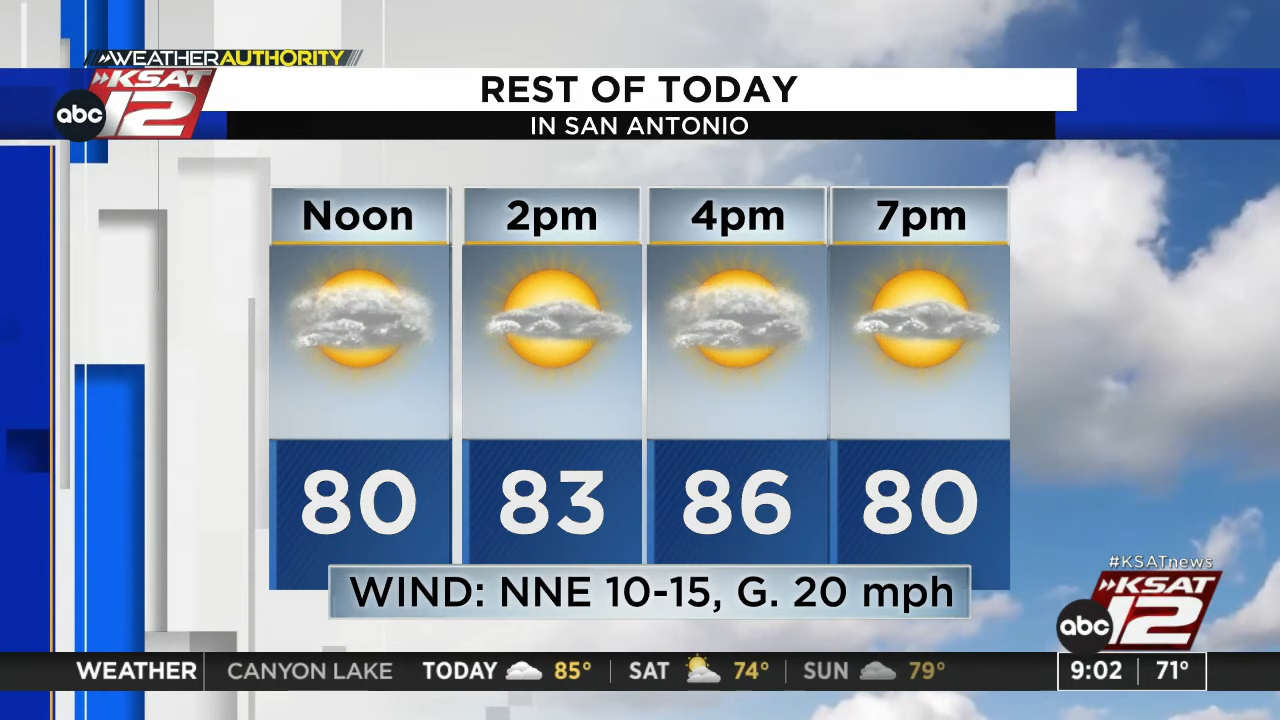 »WEATHERAUTHORITY
»KSAT
abc 12
REST OF TODAY
IN SAN ANTONIO
Noon 2pm 4pm 7pm
80 83 86 80
WIND: NNE 10-15, G. 20 mph
#KSATnews
»KSAT
abc 12
WEATHER CANYON LAKE TODAY 85° SAT 74° SUN 79° 9:02 71°